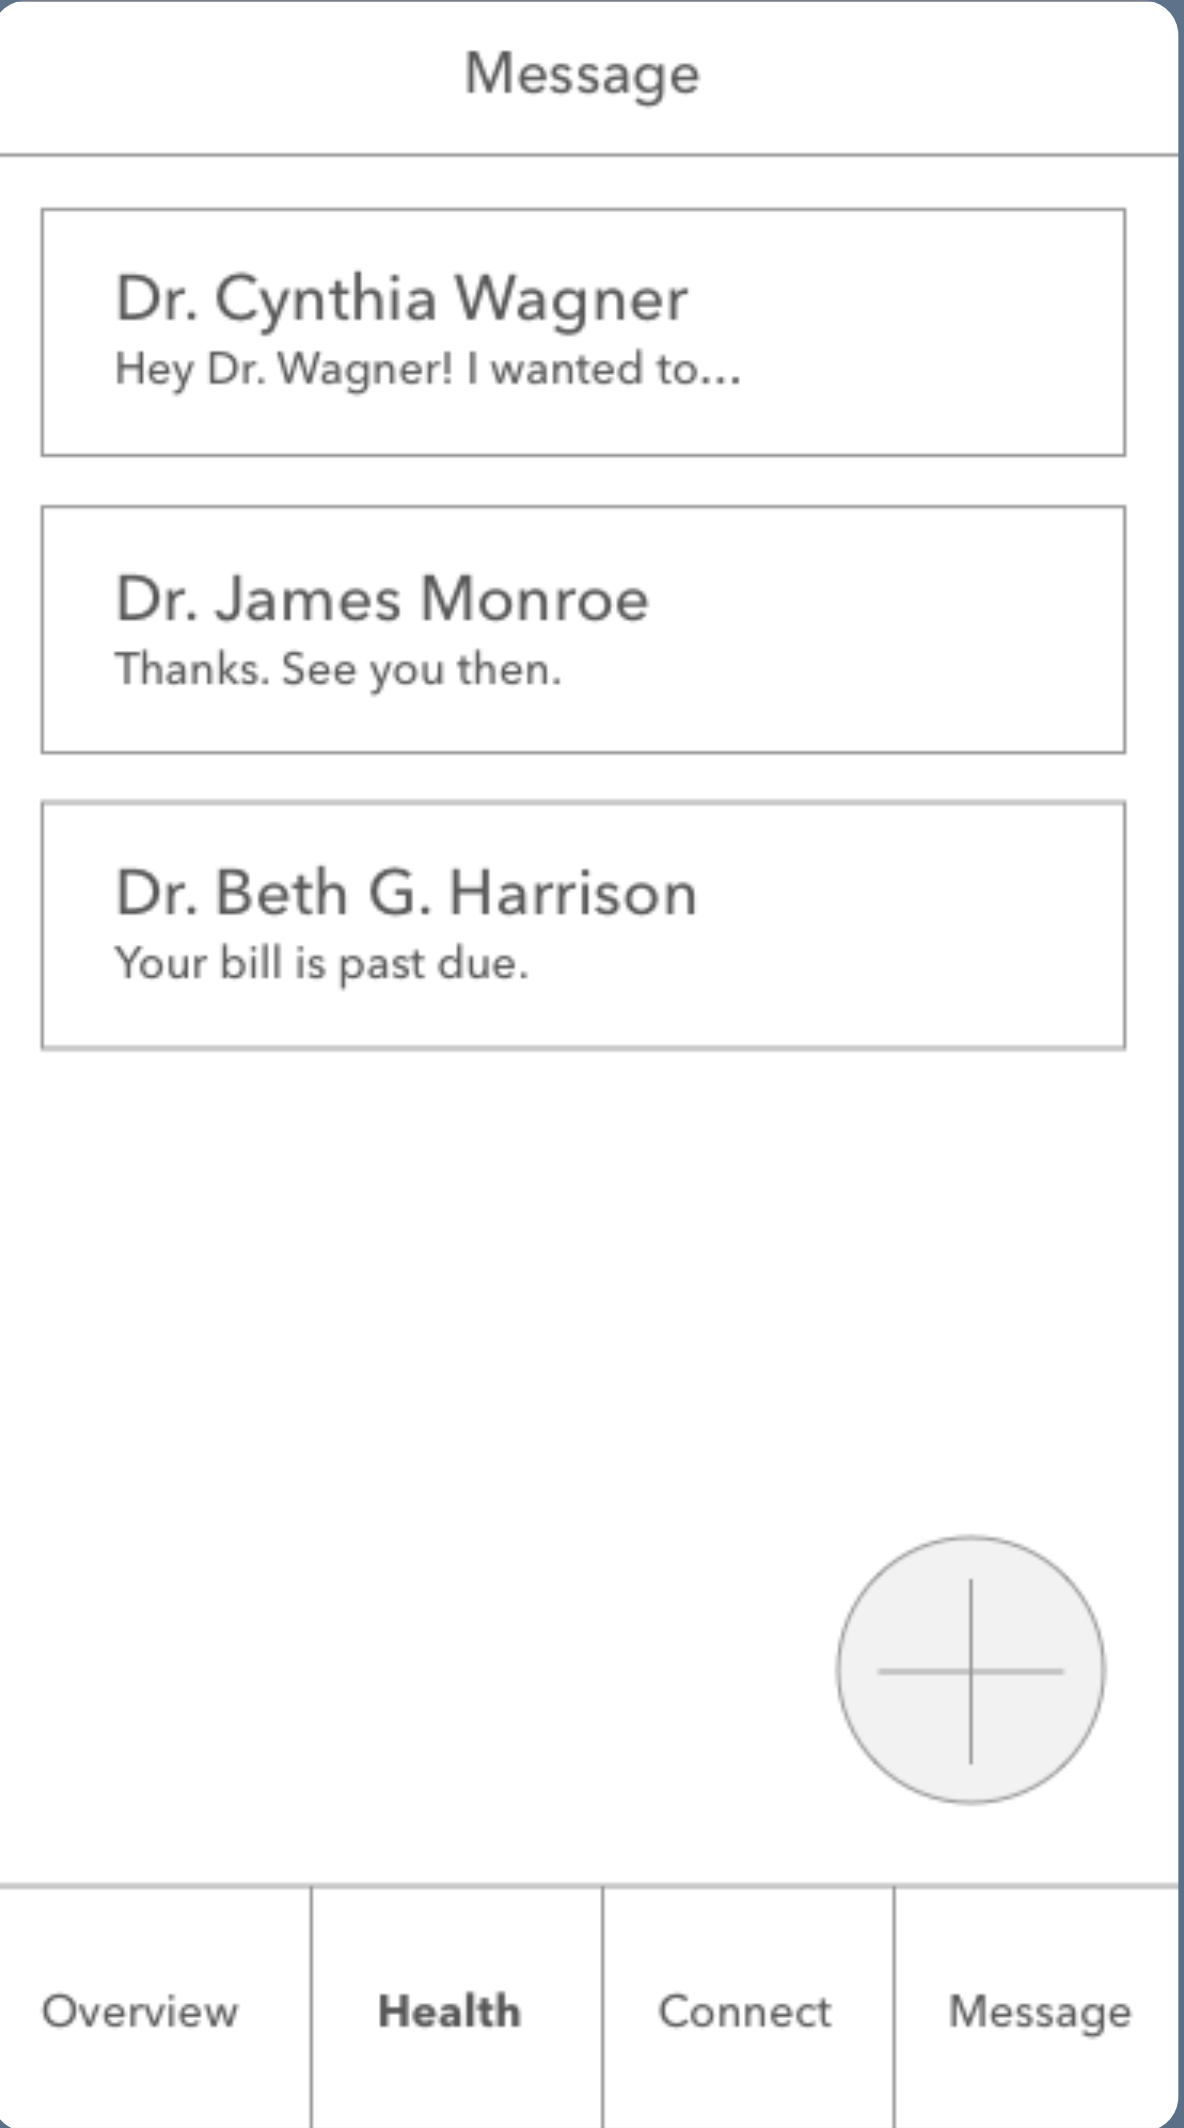 Message
Dr. Cynthia Wagner
Hey Dr. Wagner! I wanted to...
Dr. James Monroe
Thanks. See you then.
Dr. Beth G. Harrison
Your bill is past due.
Overview
Health
Connect
Message